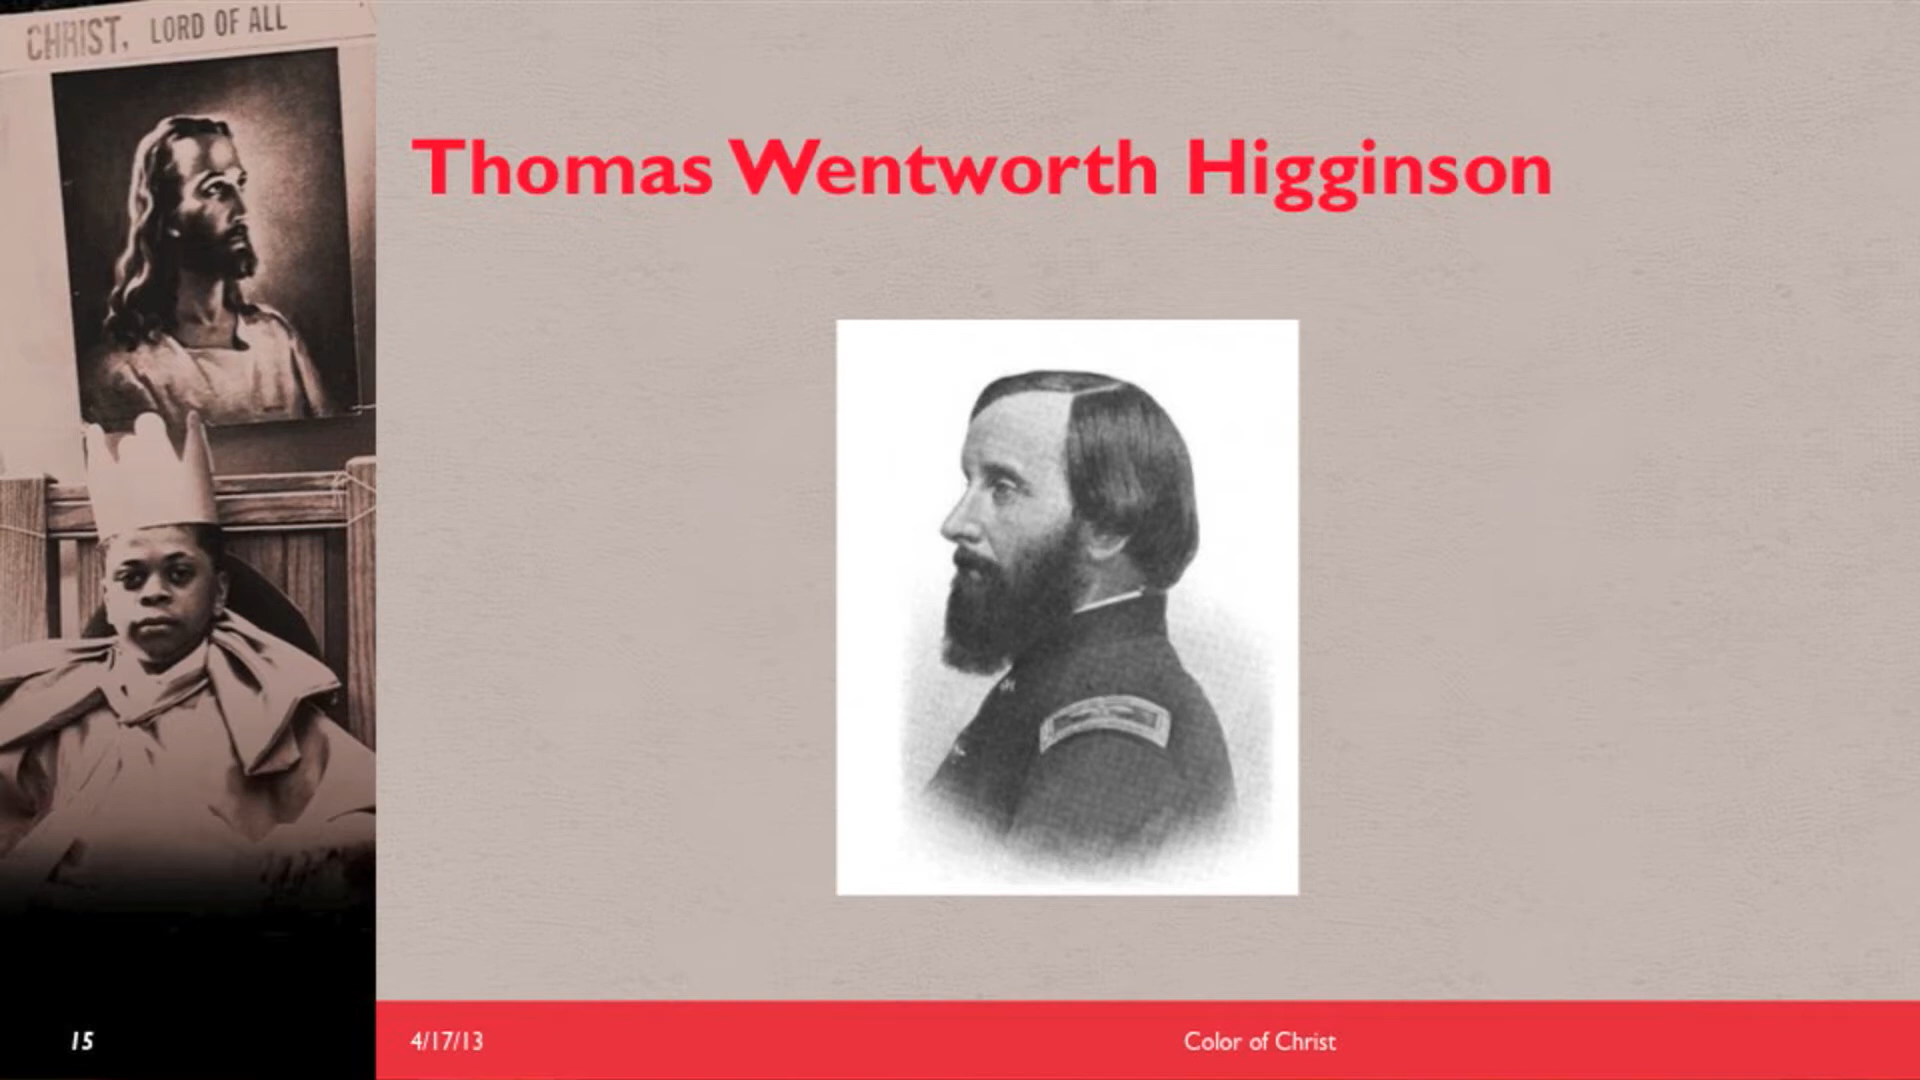 CHRIST, LORD OF ALL
Thomas Wentworth Higginson
15
4/17/13
Color of Christ